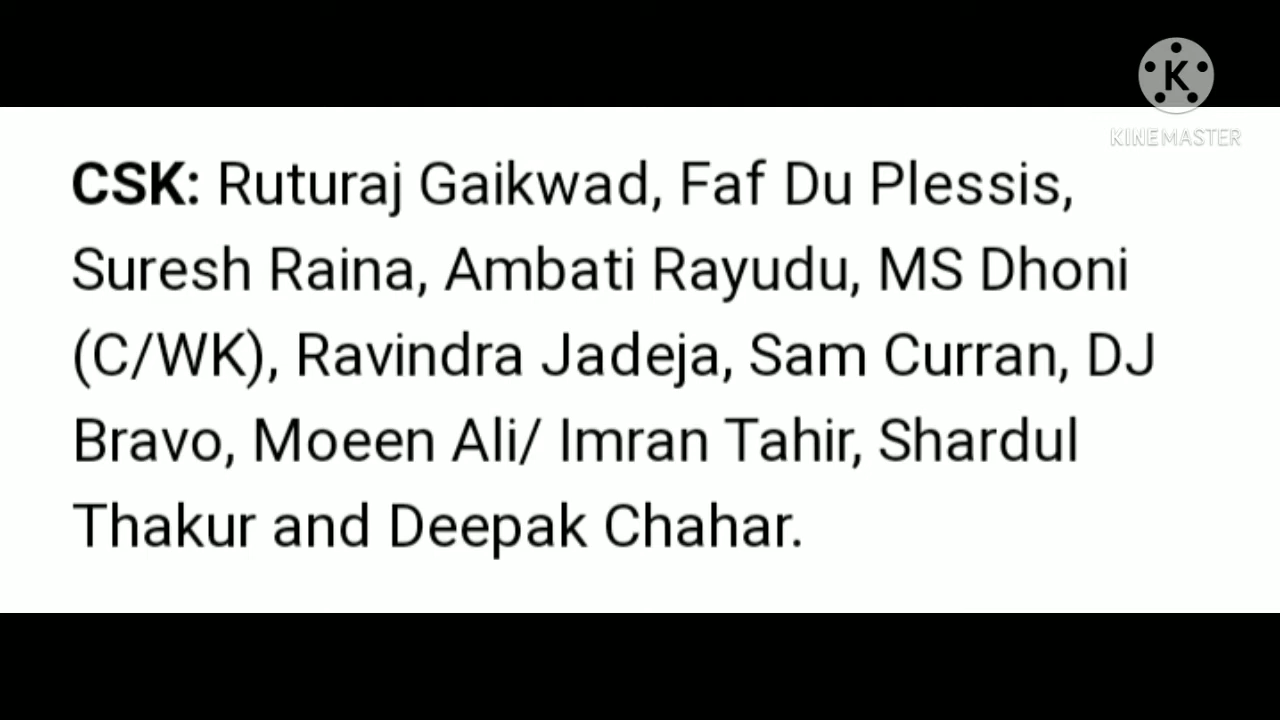 K
KINEMASTER
CSK: Ruturaj Gaikwad, Faf Du Plessis,
Suresh Raina, Ambati Rayudu, MS Dhoni
(C/WK), Ravindra Jadeja, Sam Curran, DJ
Bravo, Moeen Ali/ Imran Tahir, Shardul
Thakur and Deepak Chahar.